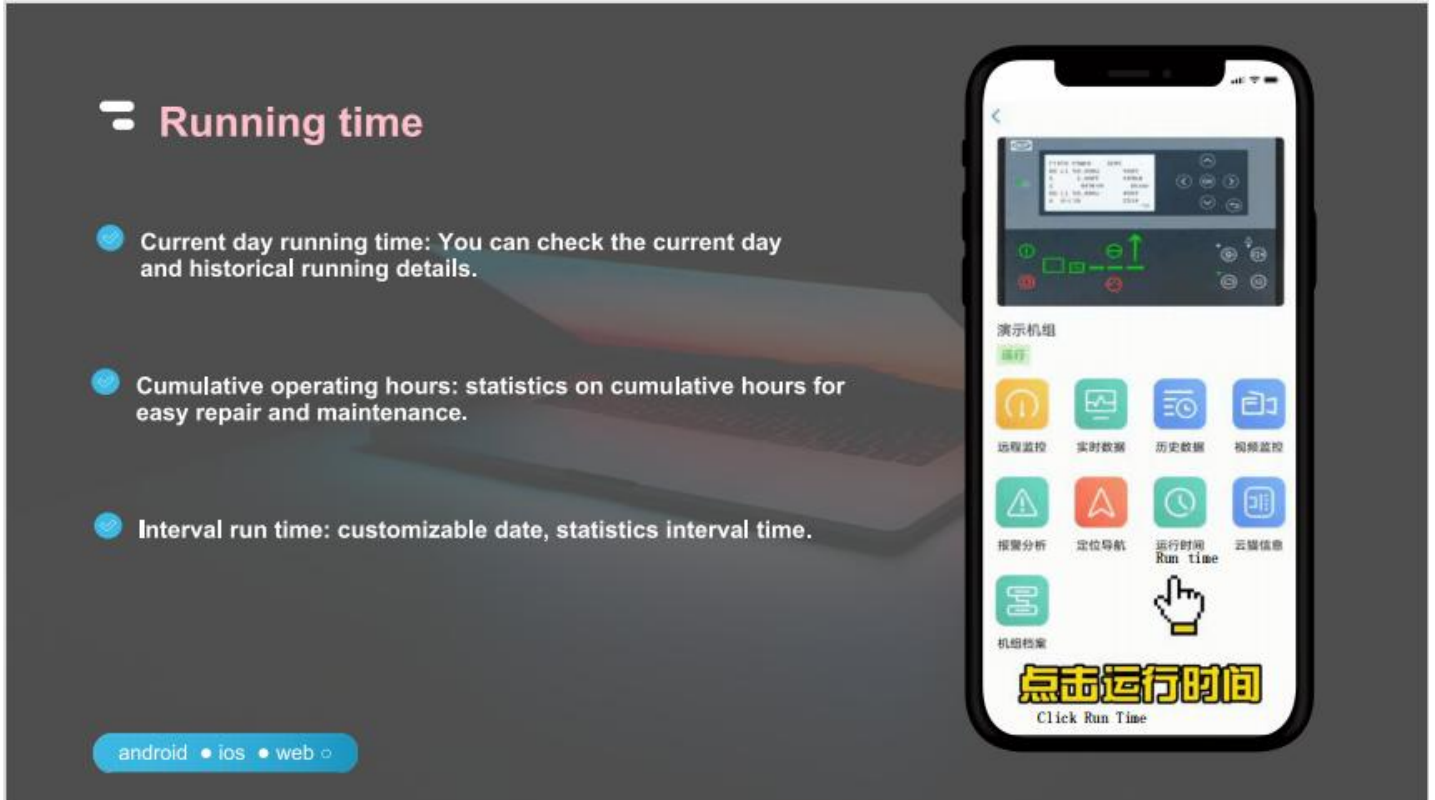 Running time
Current day running time: You can check the current day
and historical running details.
Cumulative operating hours: statistics on cumulative hours for
easy repair and maintenance.
Interval run time: customizable date, statistics interval time.
android ios web
演示机组
运行
远程监控 实时数据 历史数据 视频监控
报警分析 定位导航 运行时间 云猫信息
Run time
机组档案
点击运行时间
Click Run Time